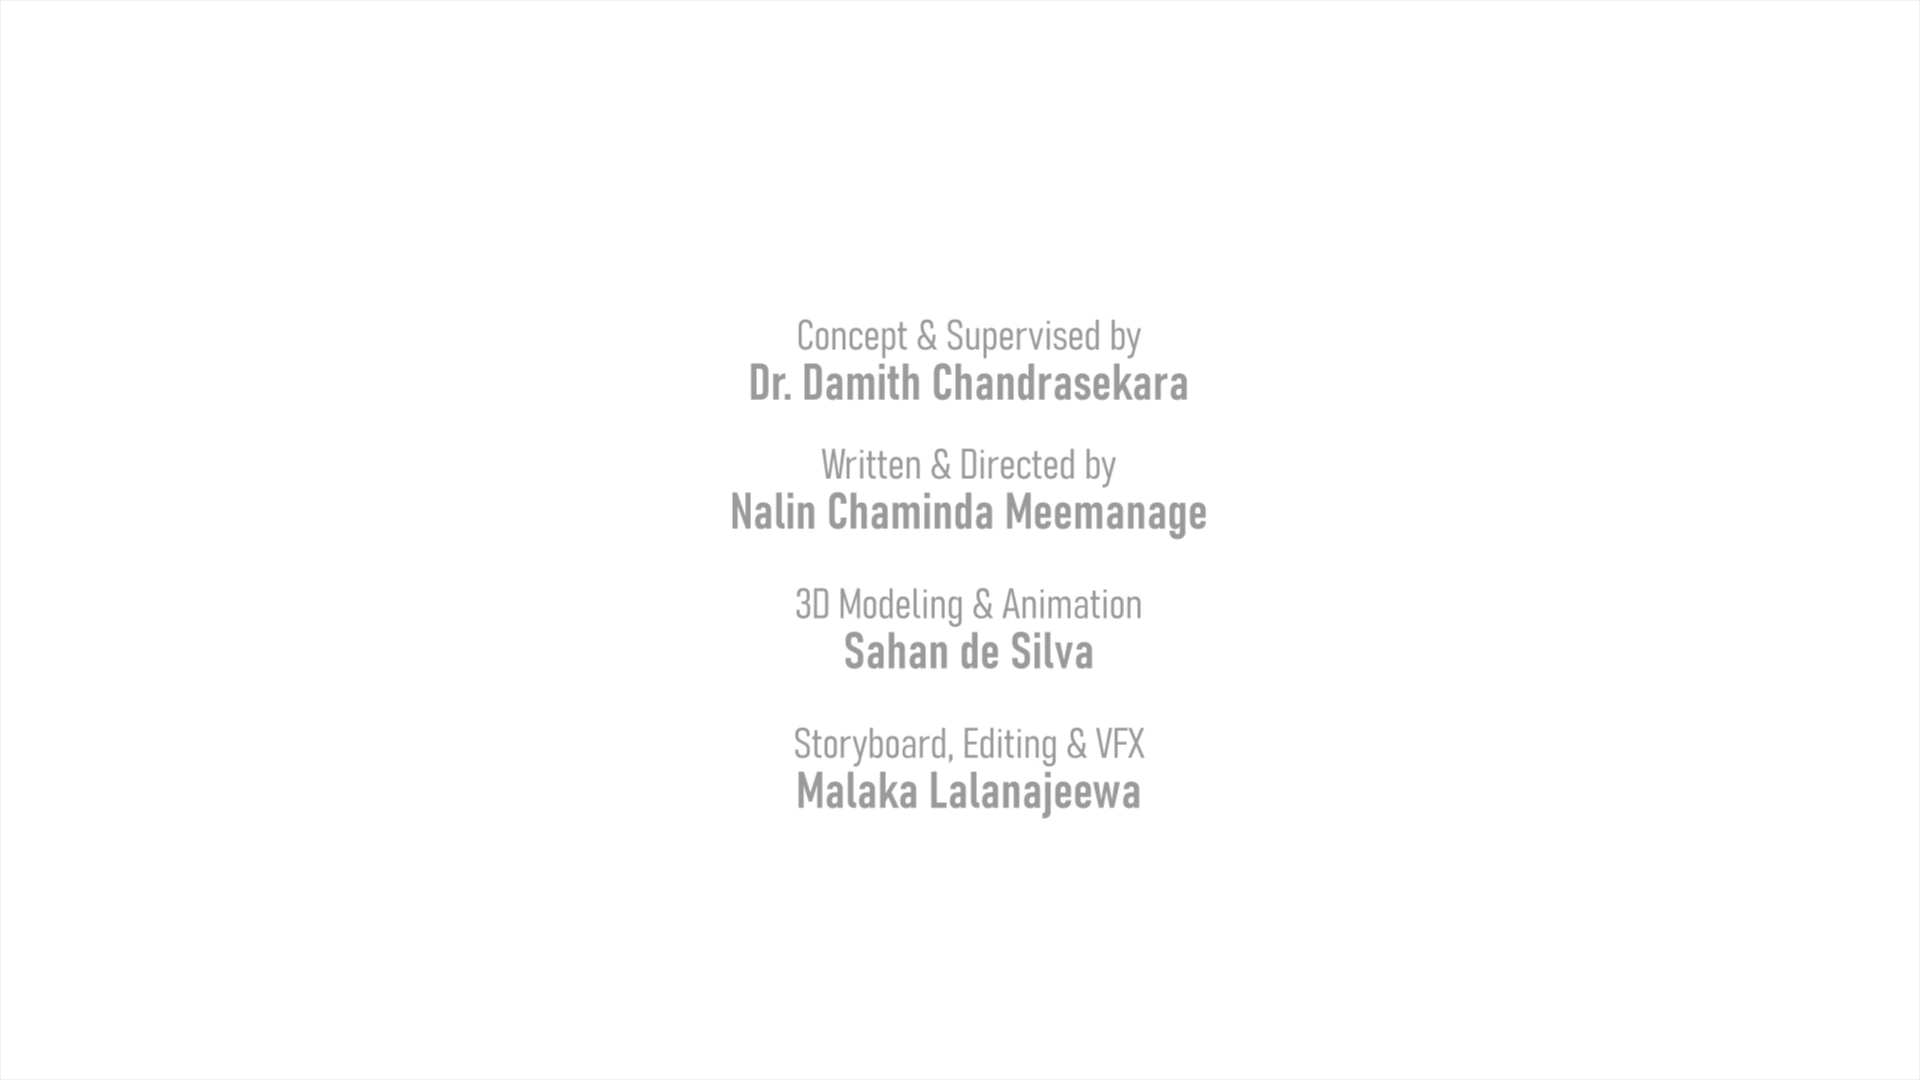 Concept & Supervised by
Dr. Damith Chandrasekara
Written & Directed by
Nalin Chaminda Meemanage
3D Modeling & Animation
Sahan de Silva
Storyboard, Editing & VFX
Malaka Lalanajeewa